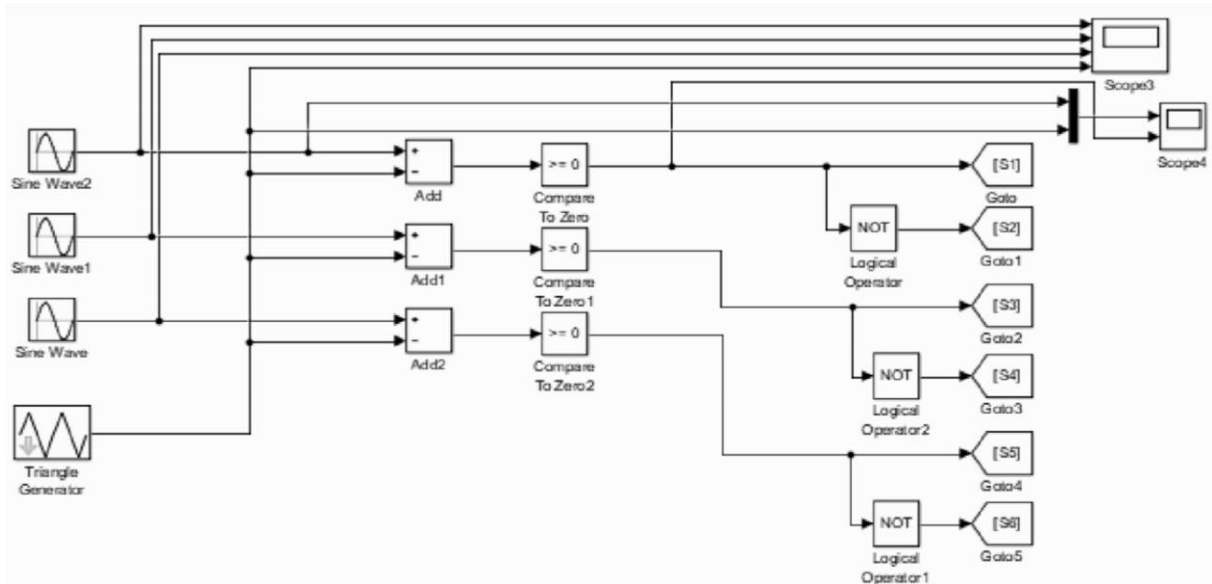 Scope3
Scope4
Sine Wave2
+
−
Add
>= 0
Compare
To Zero
[S1]
Goto
NOT
Logical
Operator
[S2]
Goto1
Sine Wave1
+
−
Add1
>= 0
Compare
To Zero1
[S3]
Goto2
NOT
Logical
Operator2
[S4]
Goto3
Sine Wave
+
−
Add2
>= 0
Compare
To Zero2
[S5]
Goto4
NOT
Logical
Operator1
[S6]
Goto5
Triangle
Generator